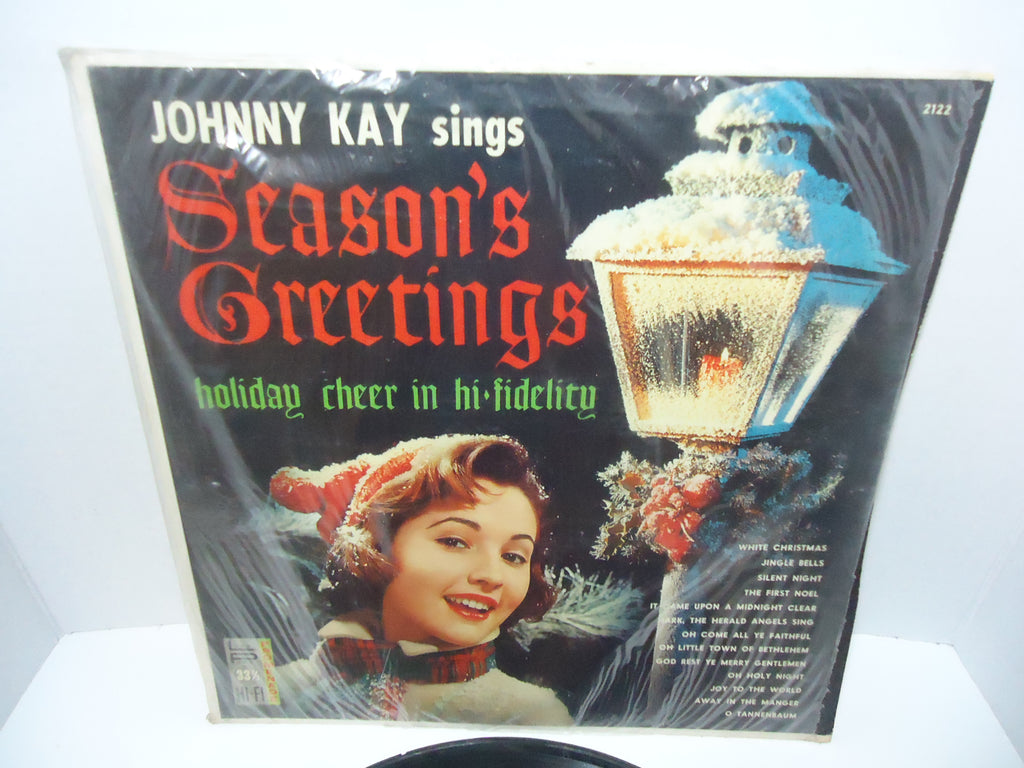 JOHNNY KAY sings
2122
Season's
Greetings
holiday cheer in hi-fidelity
WHITE CHRISTMAS
JINGLE BELLS
SILENT NIGHT
THE FIRST NOEL
IT CAME UPON A MIDNIGHT CLEAR
HARK, THE HERALD ANGELS SING
OH COME ALL YE FAITHFUL
OH LITTLE TOWN OF BETHLEHEM
GOD REST YE MERRY GENTLEMEN
OH HOLY NIGHT
JOY TO THE WORLD
AWAY IN THE MANGER
O TANNENBAUM
LP
33⅓
HI-FI